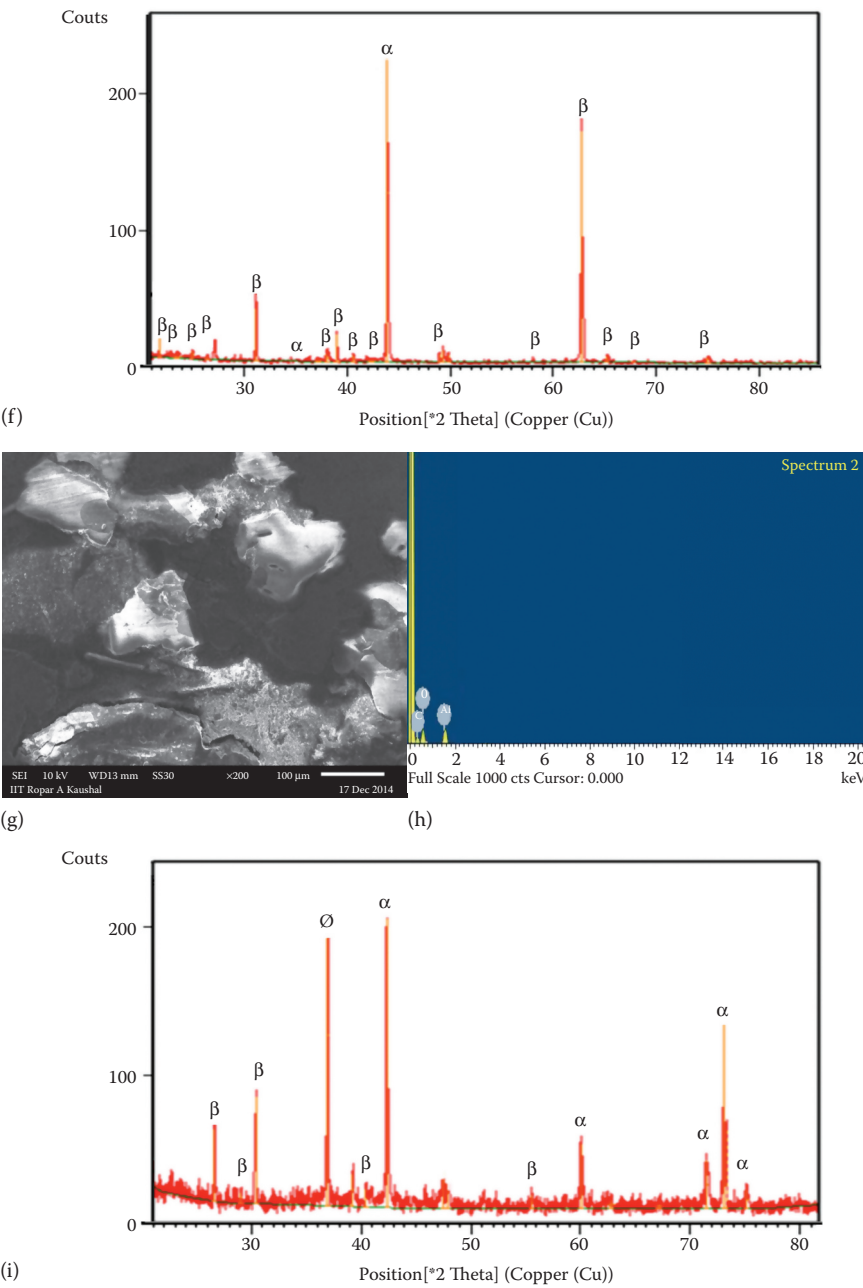 Couts
α
β
200
100
β
β
β β β β
α
β
β
β β
β
β
β
β
β
0
30 40 50 60 70 80
(f)
Position[*2 Theta] (Copper (Cu))
Spectrum 2
O
C
Al
SEI 10 kV WD13 mm SS30 ×200 100 μm
IIT Ropar A Kaushal 17 Dec 2014
0 2 4 6 8 10 12 14 16 18 20
Full Scale 1000 cts Cursor: 0.000 keV
(g) (h)
Couts
Ø
α
200
α
β
100
β
β
β
β
α
α
α
0
30 40 50 60 70 80
(i)
Position[*2 Theta] (Copper (Cu))